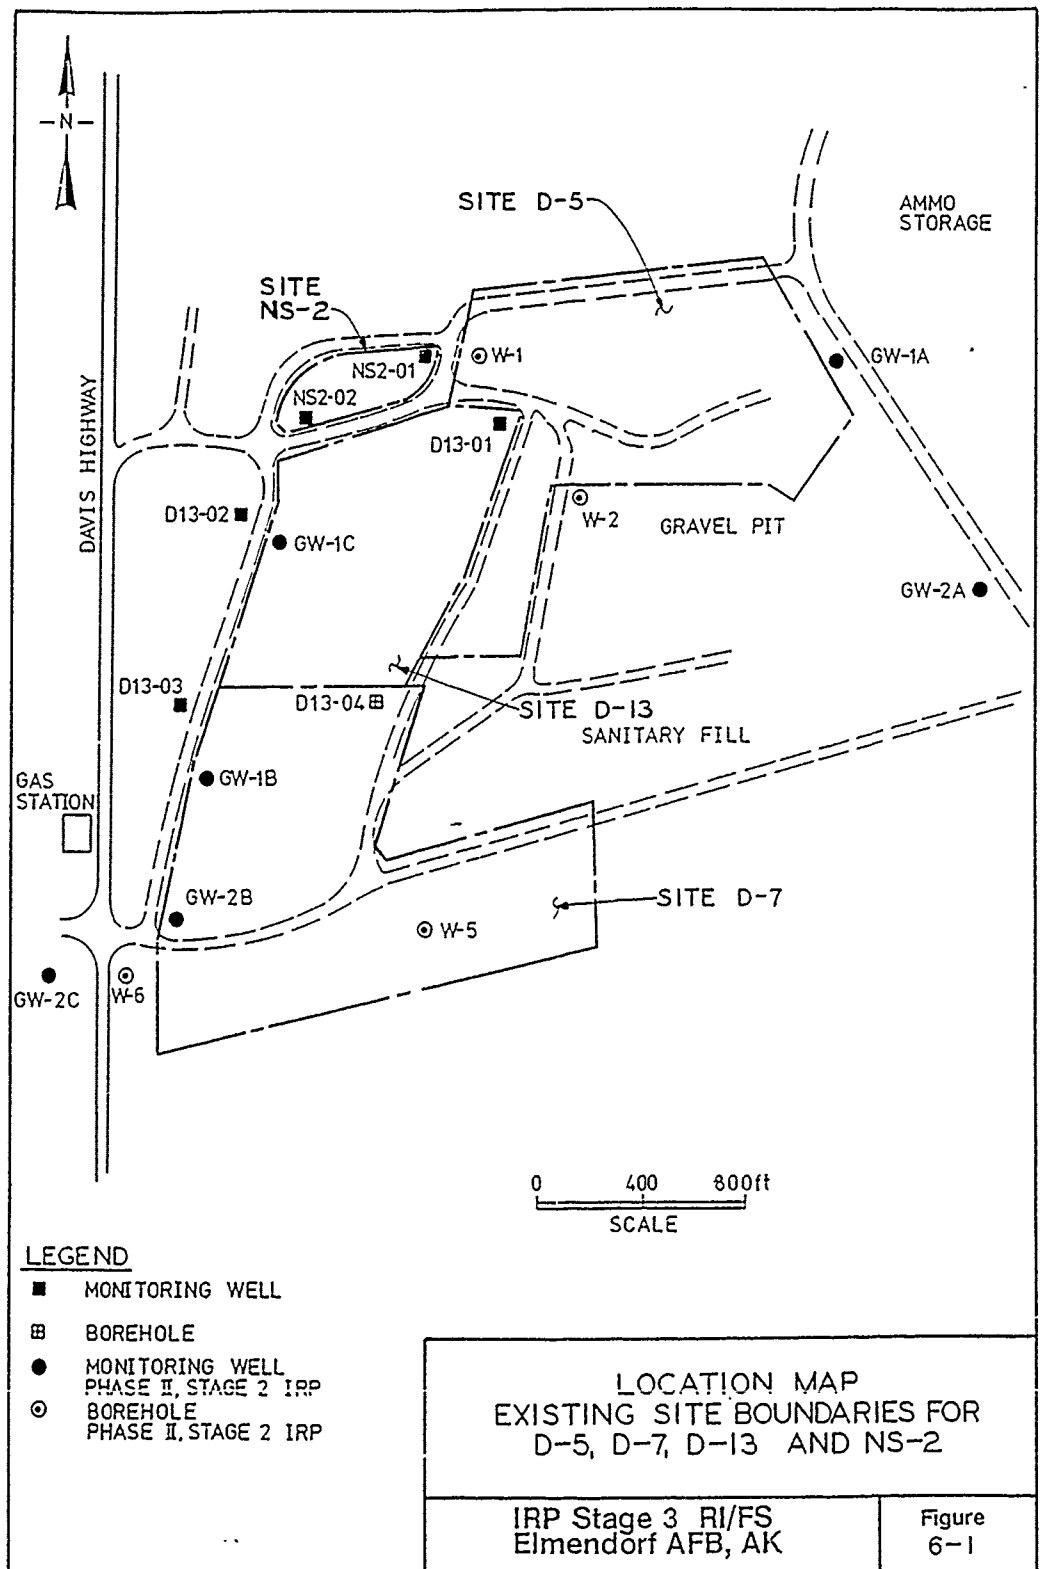 N
SITE D-5
AMMO
STORAGE
SITE
NS-2
NS2-01
W-1
GW-1A
NS2-02
D13-01
DAVIS HIGHWAY
D13-02
W-2
GRAVEL PIT
GW-1C
GW-2A
D13-03
D13-04
SITE D-13
SANITARY FILL
GAS
STATION
GW-1B
GW-2B
SITE D-7
W-5
GW-2C
W-6
0 400 800ft
SCALE
LEGEND
MONITORING WELL
BOREHOLE
MONITORING WELL
PHASE II, STAGE 2 IRP
BOREHOLE
PHASE II, STAGE 2 IRP
LOCATION MAP
EXISTING SITE BOUNDARIES FOR
D-5, D-7, D-13 AND NS-2
IRP Stage 3 RI/FS
Elmendorf AFB, AK
Figure
6-1